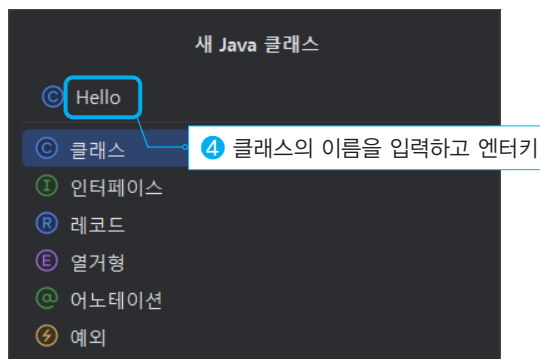 새 Java 클래스
Hello
클래스
④ 클래스의 이름을 입력하고 엔터키
인터페이스
레코드
열거형
어노테이션
예외